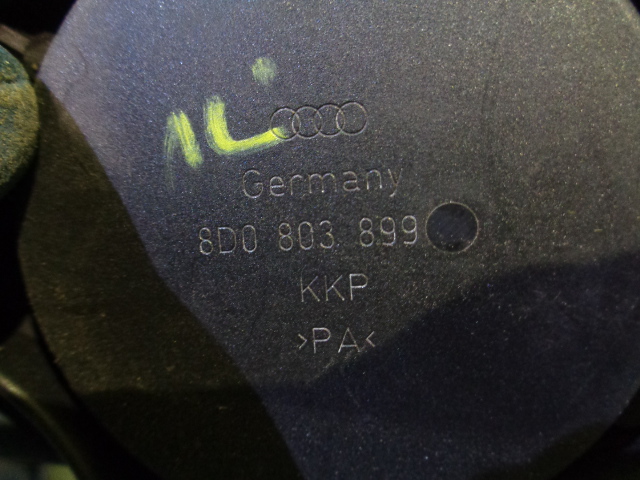 Germany
8D0 803 899
KKP
>PA<